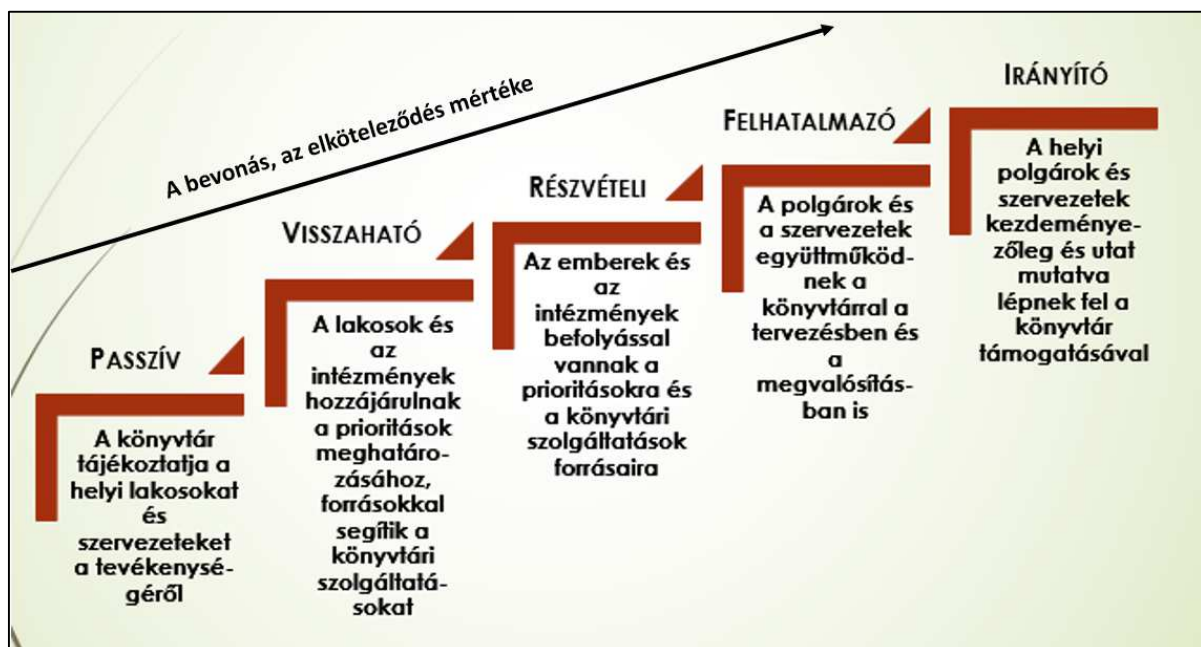 A bevonás, az elköteleződés mértéke
PASSZÍV
A könyvtár
tájékoztatja a
helyi lakosokat
és
szervezeteket
a tevékenysé-
géről
VISSZAHATÓ
A lakosok és
az
intézmények
hozzájárulnak
a prioritások
meghatáro-
zásához,
forrásokkal
segítik a
könyvtári
szolgáltatá-
sokat
RÉSZVÉTELI
Az emberek és
az
intézmények
befolyással
vannak a
prioritásokra és
a könyvtári
szolgáltatások
forrásaira
FELHATALMAZÓ
A polgárok és
a szervezetek
együttműköd-
nek a
könyvtárral a
tervezésben és
a
megvalósítás-
ban is
IRÁNYÍTÓ
A helyi
polgárok és
szervezetek
kezdeménye-
zőleg és utat
mutatva
lépnek fel a
könyvtár
támogatásával